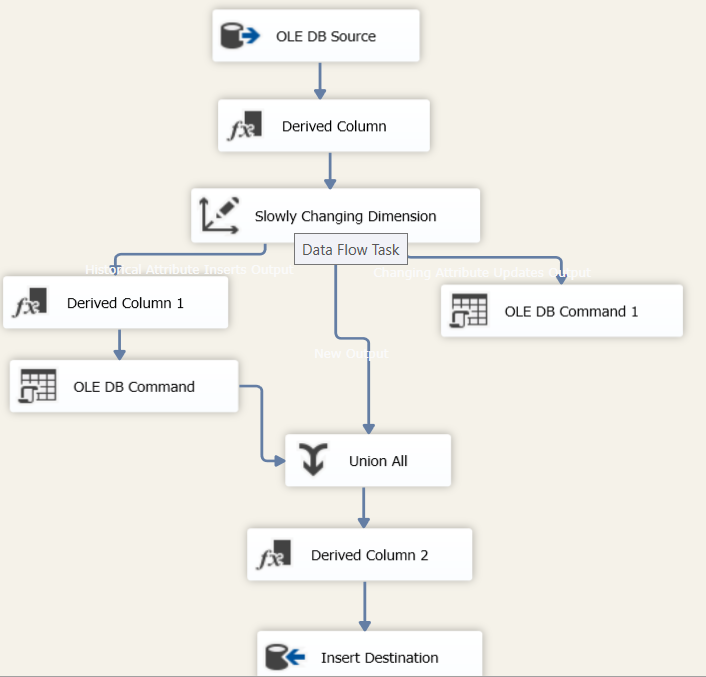 OLE DB Source
Derived Column
Slowly Changing Dimension
Data Flow Task
Historical Attribute Inserts Output
Changing Attribute Updates Output
Derived Column 1
OLE DB Command 1
New Output
OLE DB Command
Union All
Derived Column 2
Insert Destination